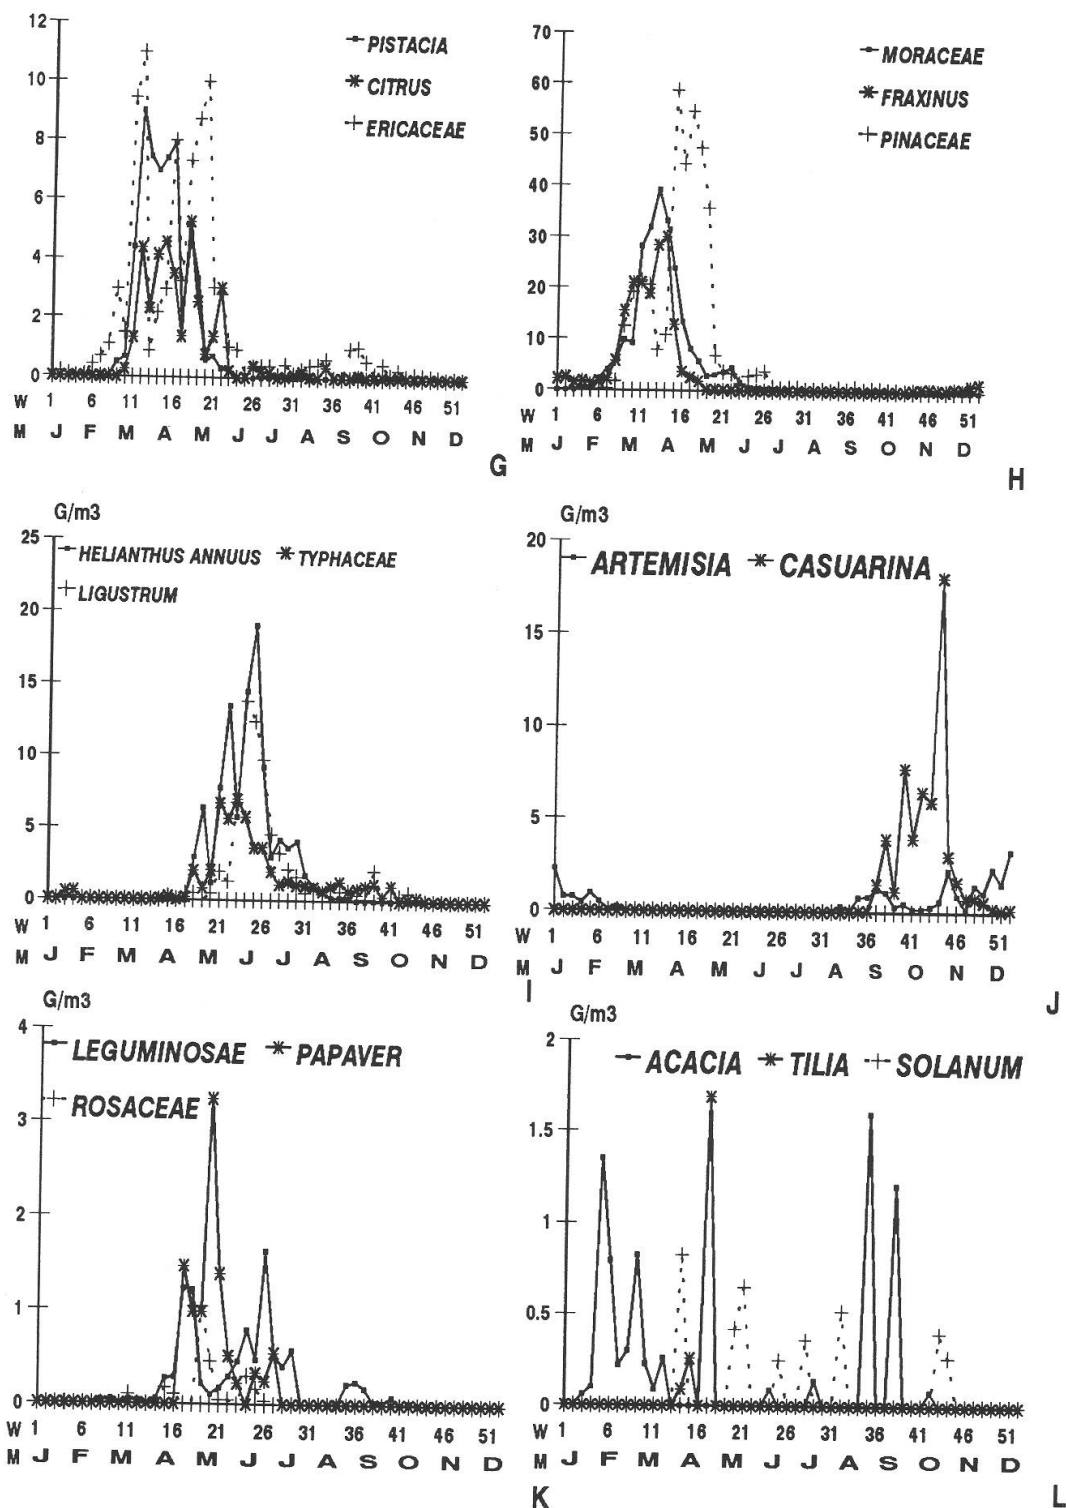 12
10
8
6
4
2
0
PISTACIA
CITRUS
ERICACEAE
W 1 6 11 16 21 26 31 36 41 46 51
M J F M A M J J A S O N D
G
70
60
50
40
30
20
10
0
MORACEAE
FRAXINUS
PINACEAE
W 1 6 11 16 21 26 31 36 41 46 51
M J F M A M J J A S O N D
H
G/m3
25
20
15
10
5
0
HELIANTHUS ANNUUS TYPHACEAE
LIGUSTRUM
W 1 6 11 16 21 26 31 36 41 46 51
M J F M A M J J A S O N D
I
G/m3
20
15
10
5
0
ARTEMISIA CASUARINA
W 1 6 11 16 21 26 31 36 41 46 51
M J F M A M J J A S O N D
J
G/m3
4
3
2
1
0
LEGUMINOSAE PAPAVER
ROSACEAE
W 1 6 11 16 21 26 31 36 41 46 51
M J F M A M J J A S O N D
K
G/m3
2
1.5
1
0.5
0
ACACIA TILIA SOLANUM
W 1 6 11 16 21 26 31 36 41 46 51
M J F M A M J J A S O N D
L